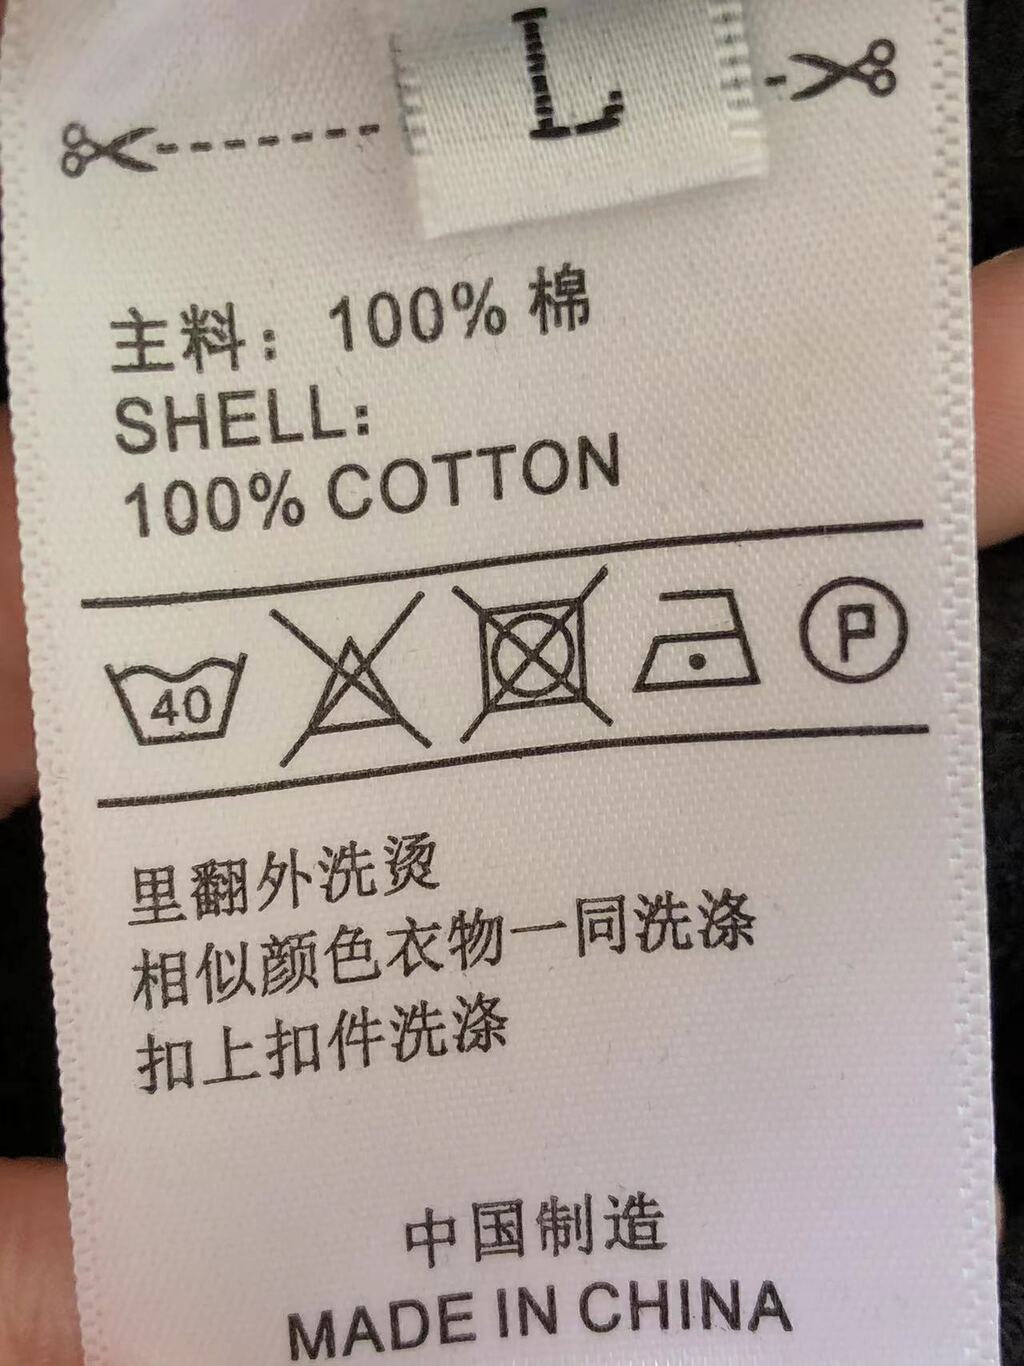 L
主料：100% 棉
SHELL:
100% COTTON
40
P
里翻外洗烫
相似颜色衣物一同洗涤
扣上扣件洗涤
中国制造
MADE IN CHINA